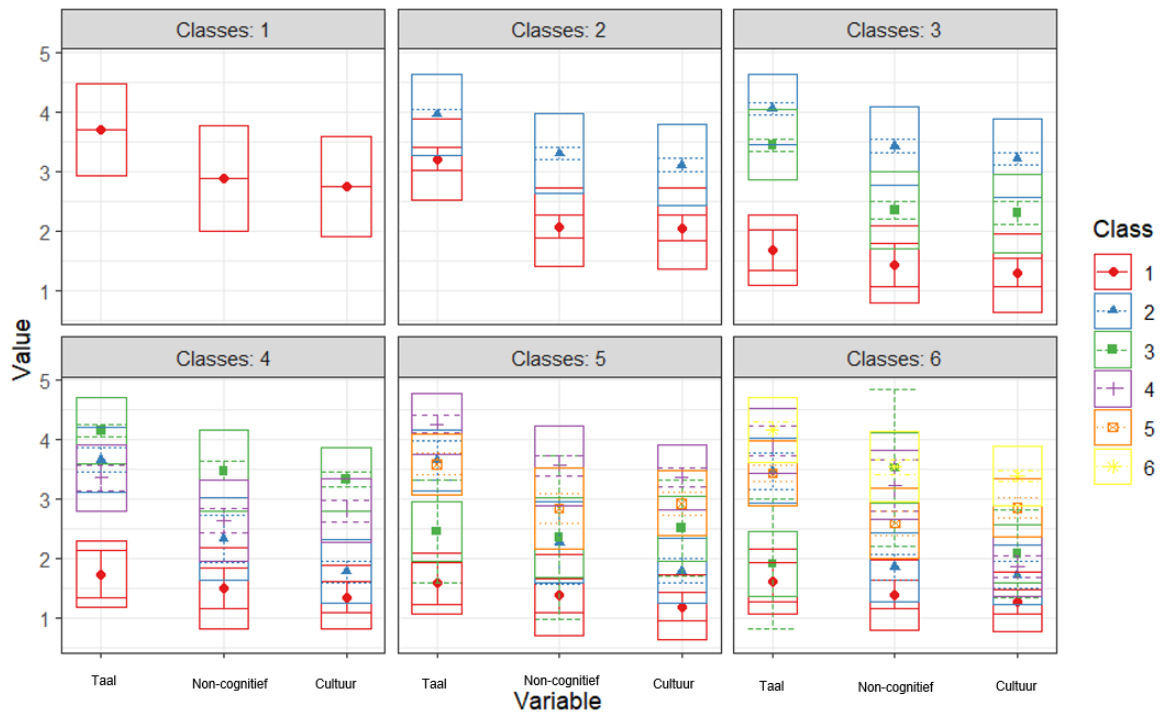 Classes: 1 Classes: 2 Classes: 3
5
4
3
2
1
Classes: 4 Classes: 5 Classes: 6
5
4
3
2
1
Value
Taal Non-cognitief Cultuur Taal Non-cognitief Cultuur Taal Non-cognitief Cultuur
Variable
Class
1
2
3
4
5
6